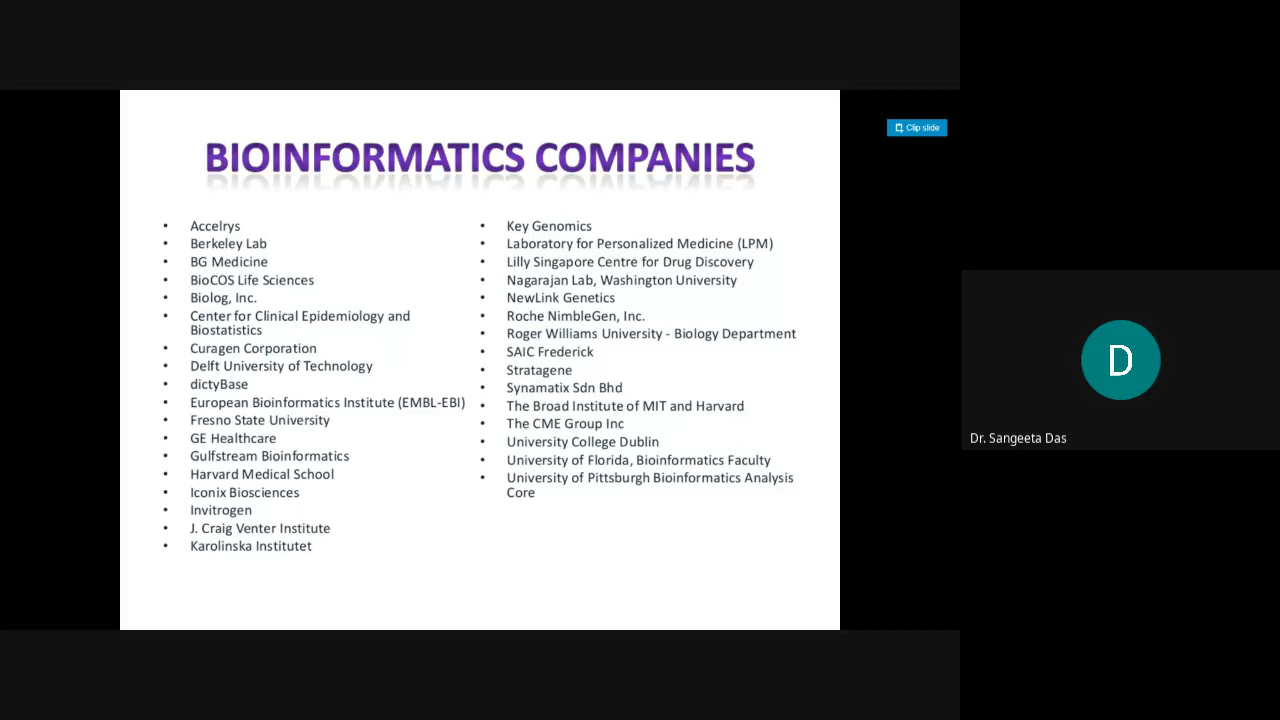 Clip slide
BIOINFORMATICS COMPANIES
• Accelrys
• Berkeley Lab
• BG Medicine
• BioCOS Life Sciences
• Biolog, Inc.
• Center for Clinical Epidemiology and
Biostatistics
• Curagen Corporation
• Delft University of Technology
• dictyBase
• European Bioinformatics Institute (EMBL-EBI)
• Fresno State University
• GE Healthcare
• Gulfstream Bioinformatics
• Harvard Medical School
• Iconix Biosciences
• Invitrogen
• J. Craig Venter Institute
• Karolinska Institutet
• Key Genomics
• Laboratory for Personalized Medicine (LPM)
• Lilly Singapore Centre for Drug Discovery
• Nagarajan Lab, Washington University
• NewLink Genetics
• Roche NimbleGen, Inc.
• Roger Williams University - Biology Department
• SAIC Frederick
• Stratagene
• Synamatix Sdn Bhd
• The Broad Institute of MIT and Harvard
• The CME Group Inc
• University College Dublin
• University of Florida, Bioinformatics Faculty
• University of Pittsburgh Bioinformatics Analysis
Core
D
Dr. Sangeeta Das